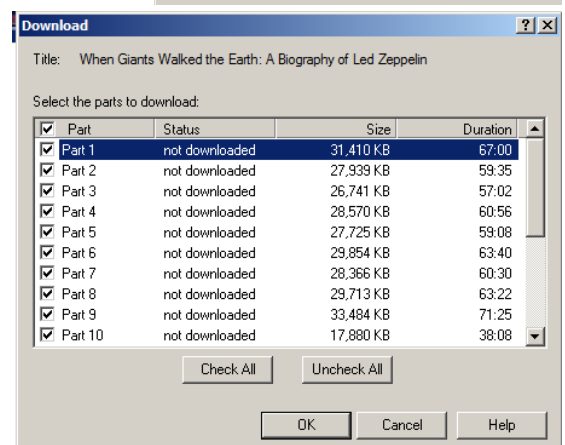 Download
Title: When Giants Walked the Earth: A Biography of Led Zeppelin
Select the parts to download:
Part Status Size Duration
Part 1 not downloaded 31,410 KB 67:00
Part 2 not downloaded 27,939 KB 59:35
Part 3 not downloaded 26,741 KB 57:02
Part 4 not downloaded 28,570 KB 60:56
Part 5 not downloaded 27,725 KB 59:08
Part 6 not downloaded 29,854 KB 63:40
Part 7 not downloaded 28,366 KB 60:30
Part 8 not downloaded 29,713 KB 63:22
Part 9 not downloaded 33,484 KB 71:25
Part 10 not downloaded 17,880 KB 38:08
Check All Uncheck All
OK Cancel Help